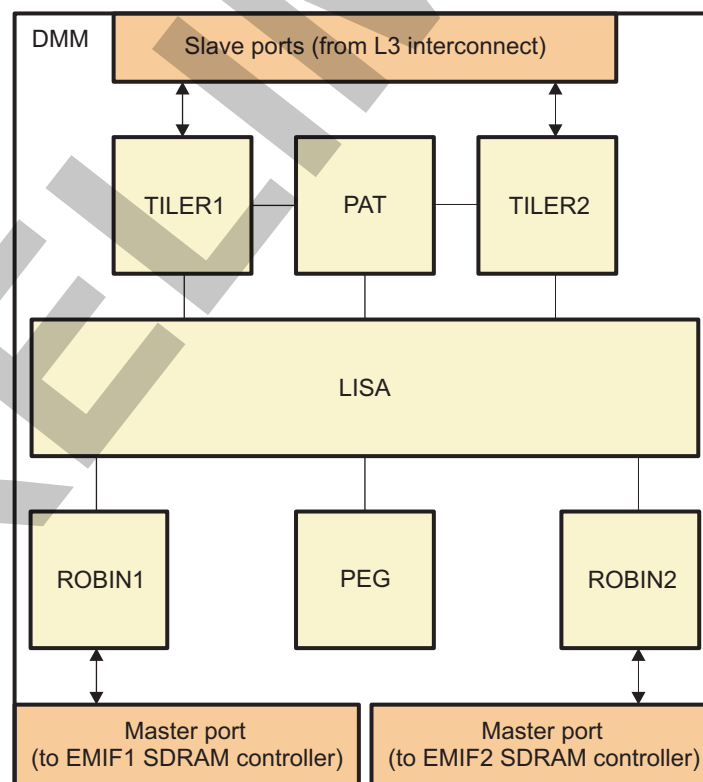 DMM
Slave ports (from L3 interconnect)
TILER1
PAT
TILER2
LISA
ROBIN1
PEG
ROBIN2
Master port
(to EMIF1 SDRAM controller)
Master port
(to EMIF2 SDRAM controller)